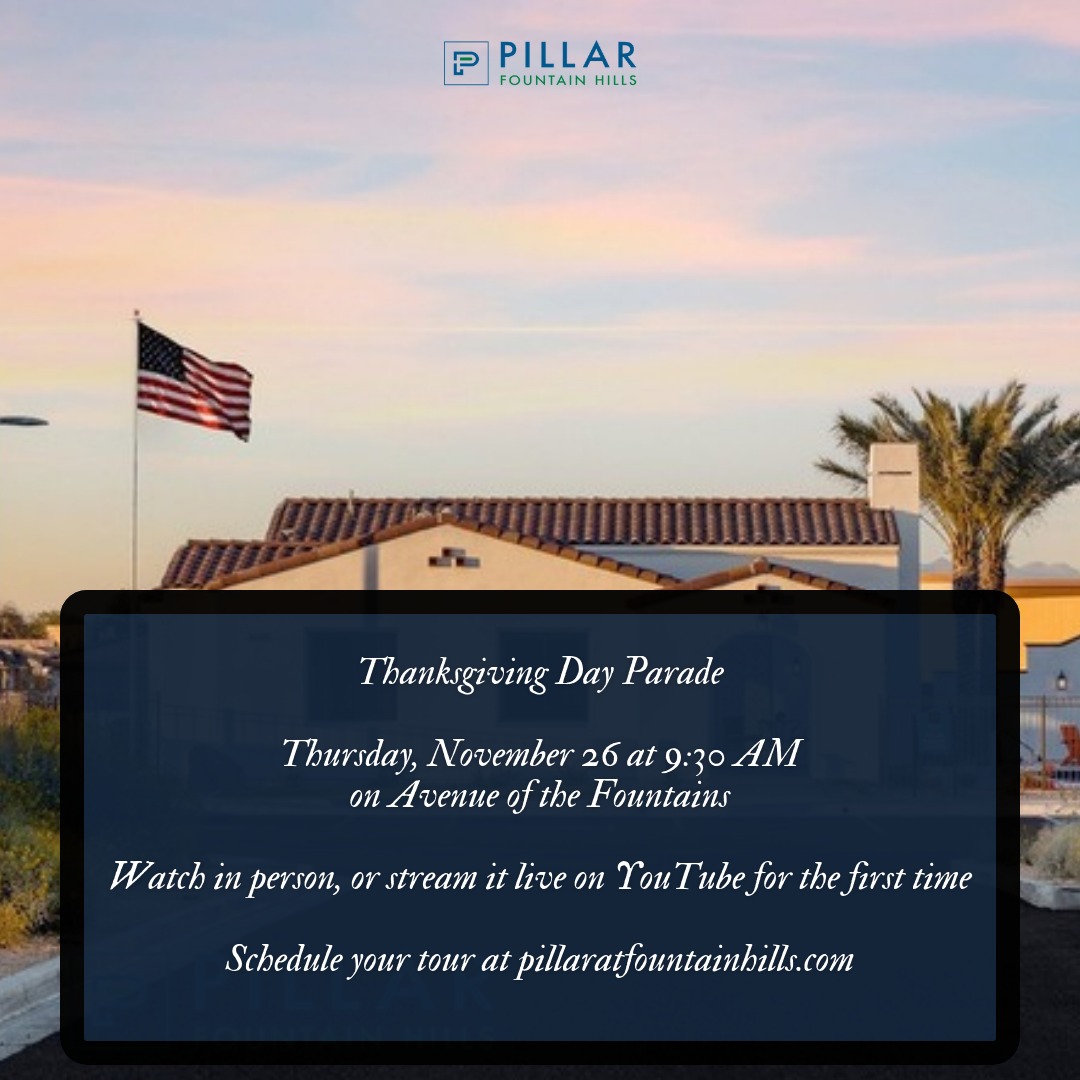 PILLAR
FOUNTAIN HILLS
Thanksgiving Day Parade
Thursday, November 26 at 9:30 AM
on Avenue of the Fountains
Watch in person, or stream it live on YouTube for the first time
Schedule your tour at pillaratfountainhills.com
PILLAR